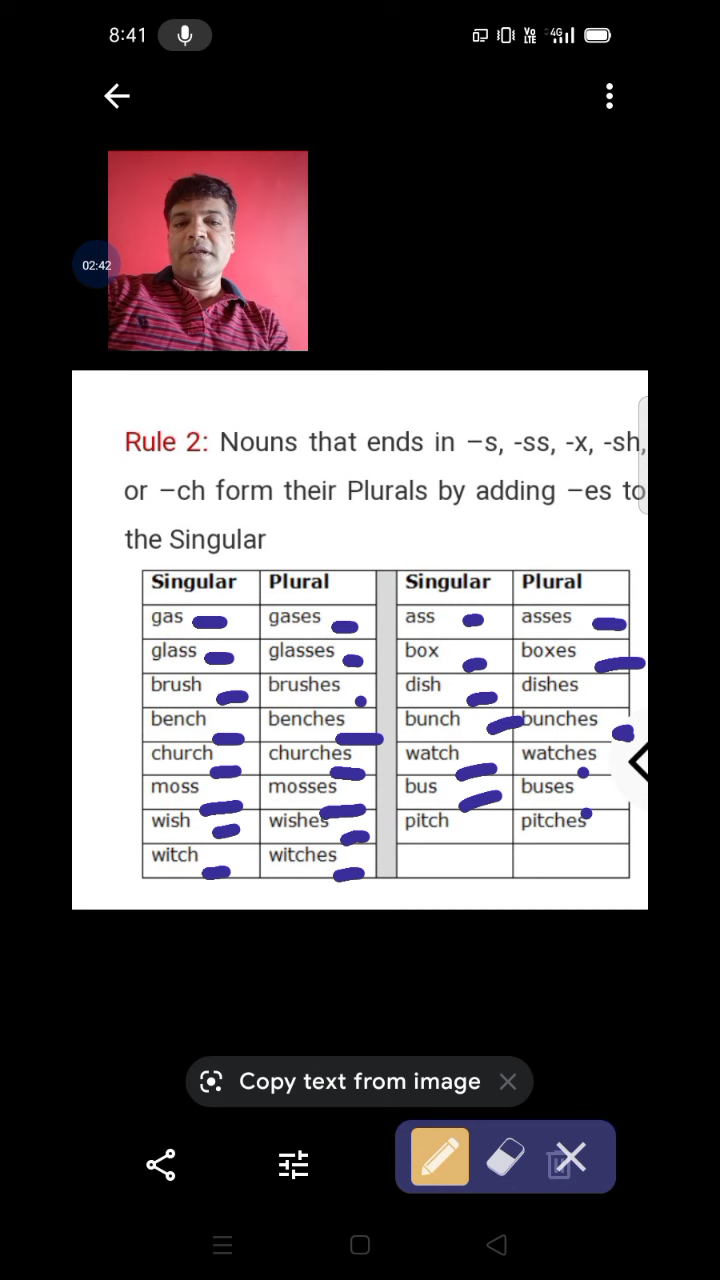 8:41
Vo LTE 4G
02:42
Rule 2: Nouns that ends in –s, -ss, -x, -sh,
or –ch form their Plurals by adding –es to
the Singular
Singular Plural Singular Plural
gas gases ass asses
glass glasses box boxes
brush brushes dish dishes
bench benches bunch bunches
church churches watch watches
moss mosses bus buses
wish wishes pitch pitches
witch witches
Copy text from image